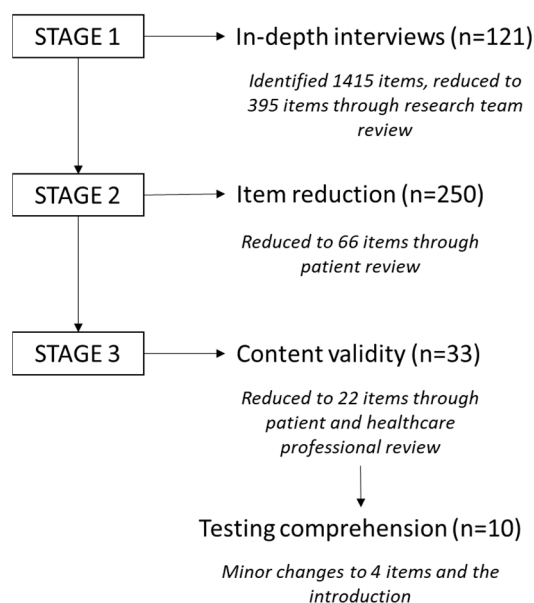 STAGE 1
In-depth interviews (n=121)
Identified 1415 items, reduced to
395 items through research team
review
STAGE 2
Item reduction (n=250)
Reduced to 66 items through
patient review
STAGE 3
Content validity (n=33)
Reduced to 22 items through
patient and healthcare
professional review
Testing comprehension (n=10)
Minor changes to 4 items and the
introduction